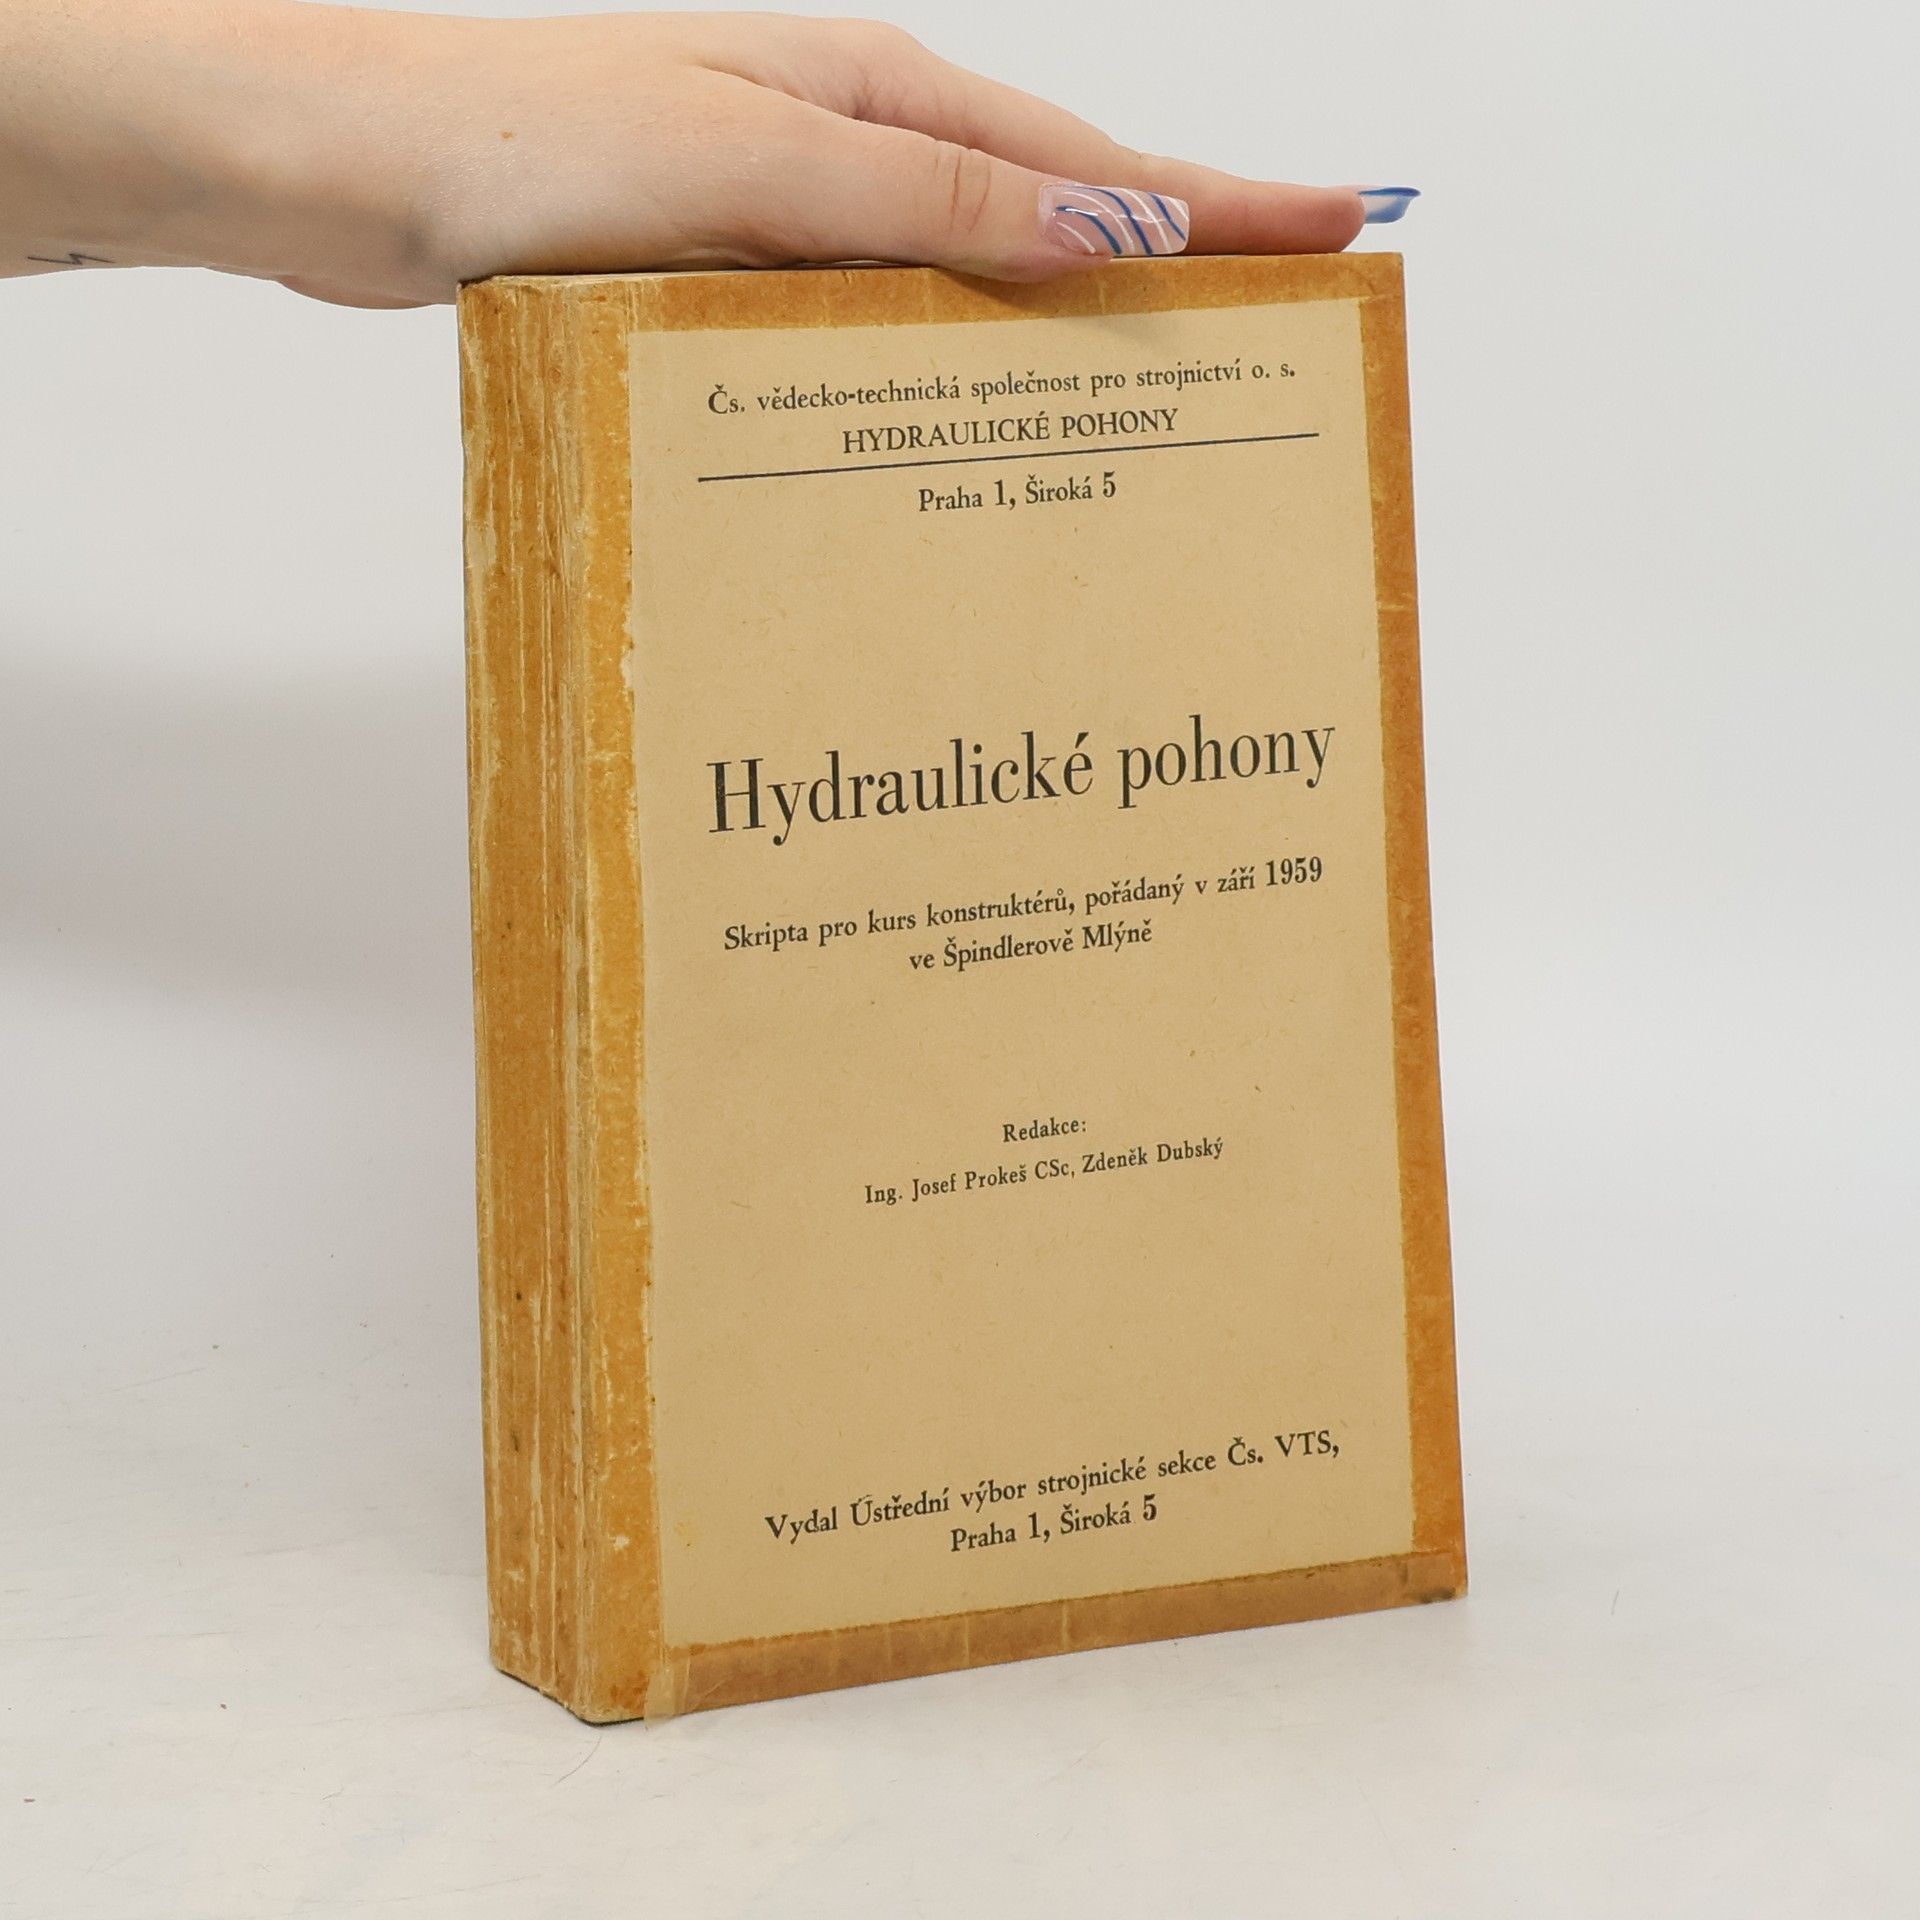 Čs. vědecko-technická společnost pro strojnictví o. s.
HYDRAULICKÉ POHONY
Praha 1, Široká 5
Hydraulické pohony
Skripta pro kurs konstruktérů, pořádaný v září 1959
ve Špindlerově Mlýně
Redakce:
Ing. Josef Prokeš CSc, Zdeněk Dubský
Vydal Ústřední výbor strojnické sekce Čs. VTS,
Praha 1, Široká 5